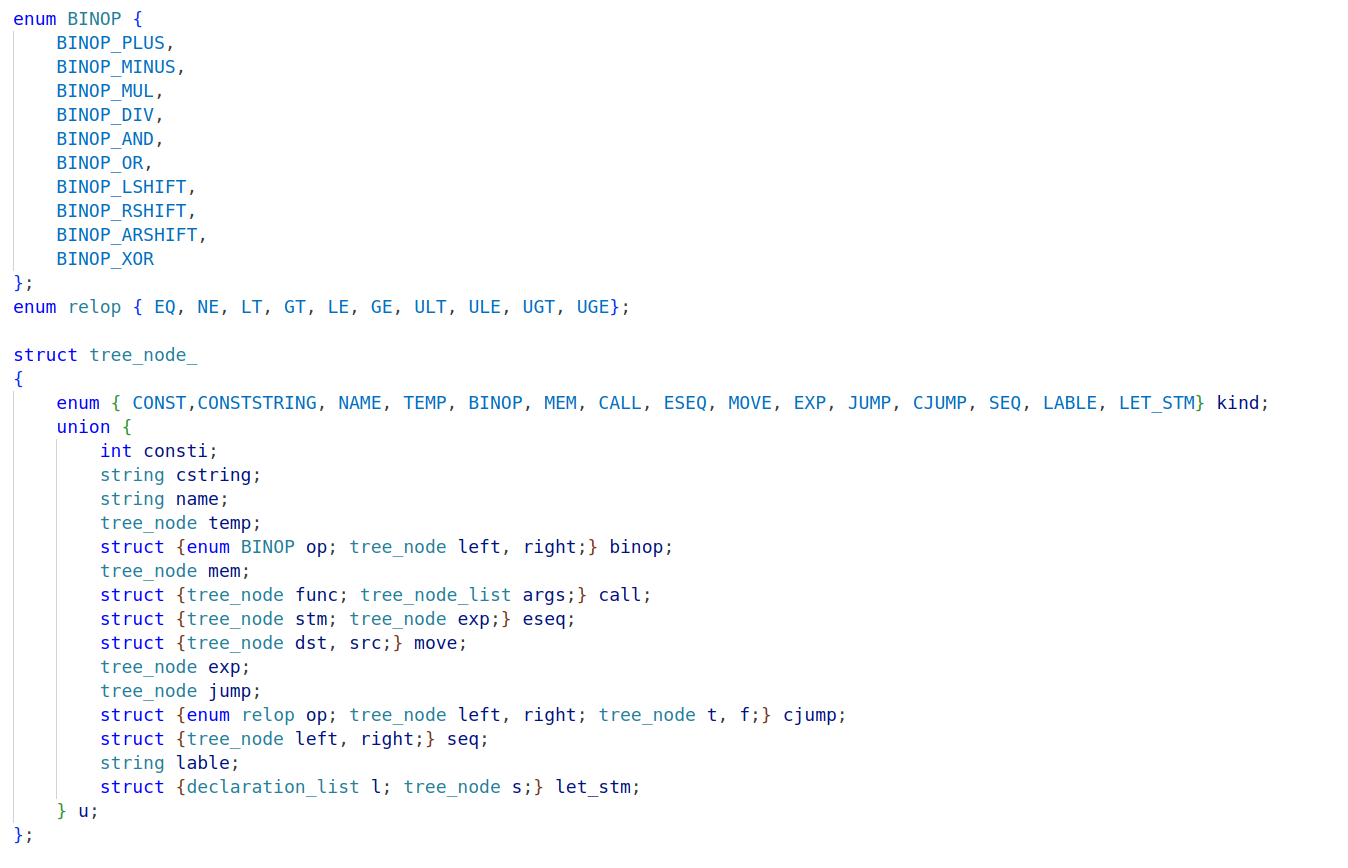 enum BINOP {
    BINOP_PLUS,
    BINOP_MINUS,
    BINOP_MUL,
    BINOP_DIV,
    BINOP_AND,
    BINOP_OR,
    BINOP_LSHIFT,
    BINOP_RSHIFT,
    BINOP_ARSHIFT,
    BINOP_XOR
};
enum relop { EQ, NE, LT, GT, LE, GE, ULT, ULE, UGT, UGE};

struct tree_node_
{
    enum { CONST,CONSTSTRING, NAME, TEMP, BINOP, MEM, CALL, ESEQ, MOVE, EXP, JUMP, CJUMP, SEQ, LABLE, LET_STM} kind;
    union {
        int consti;
        string cstring;
        string name;
        tree_node temp;
        struct {enum BINOP op; tree_node left, right;} binop;
        tree_node mem;
        struct {tree_node func; tree_node_list args;} call;
        struct {tree_node stm; tree_node exp;} eseq;
        struct {tree_node dst, src;} move;
        tree_node exp;
        tree_node jump;
        struct {enum relop op; tree_node left, right; tree_node t, f;} cjump;
        struct {tree_node left, right;} seq;
        string lable;
        struct {declaration_list l; tree_node s;} let_stm;
    } u;
};